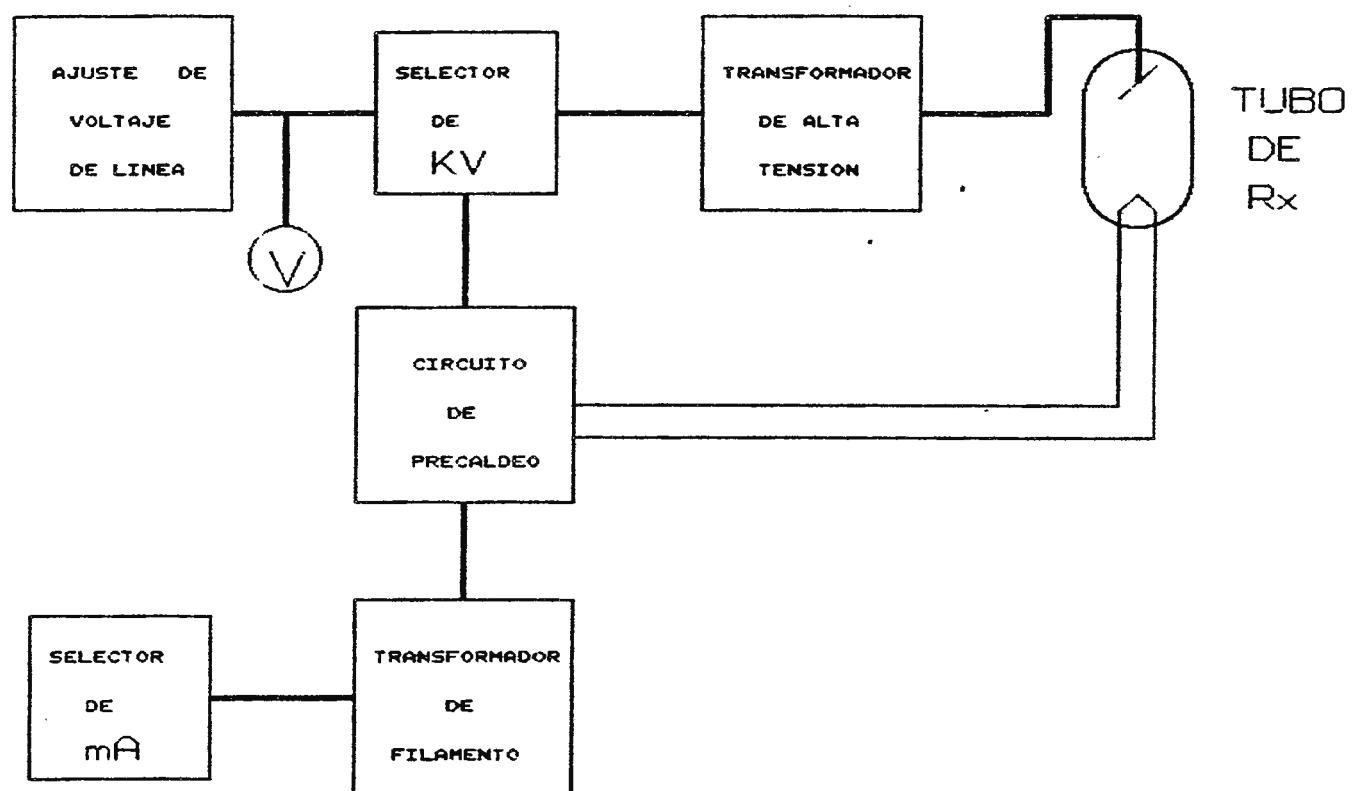 AJUSTE DE
VOLTAJE
DE LINEA
SELECTOR
DE
KV
TRANSFORMADOR
DE ALTA
TENSION
TUBO
DE
Rx
V
CIRCUITO
DE
PRECALDEO
SELECTOR
DE
mA
TRANSFORMADOR
DE
FILAMENTO